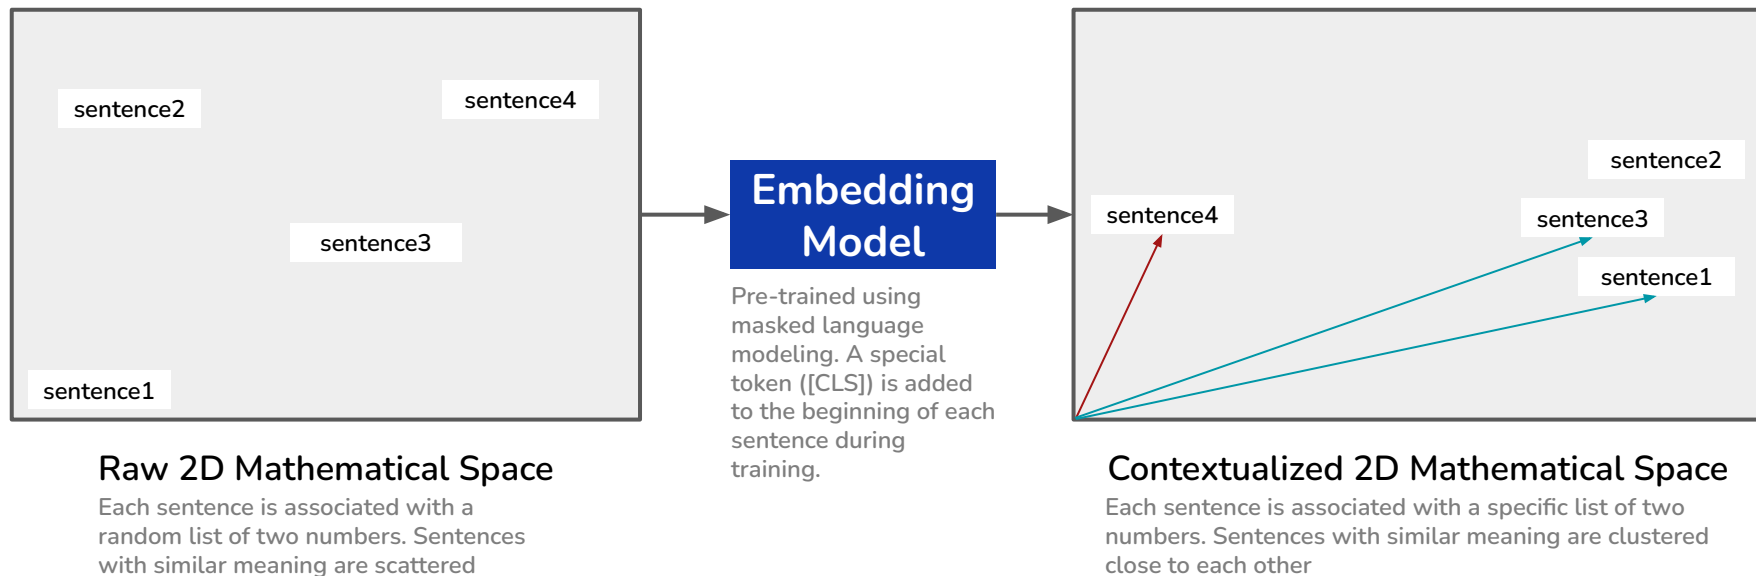 sentence2
sentence4
sentence3
sentence1
Raw 2D Mathematical Space
Each sentence is associated with a
random list of two numbers. Sentences
with similar meaning are scattered
Embedding
Model
Pre-trained using
masked language
modeling. A special
token ([CLS]) is added
to the beginning of each
sentence during
training.
sentence2
sentence4
sentence3
sentence1
Contextualized 2D Mathematical Space
Each sentence is associated with a specific list of two
numbers. Sentences with similar meaning are clustered
close to each other